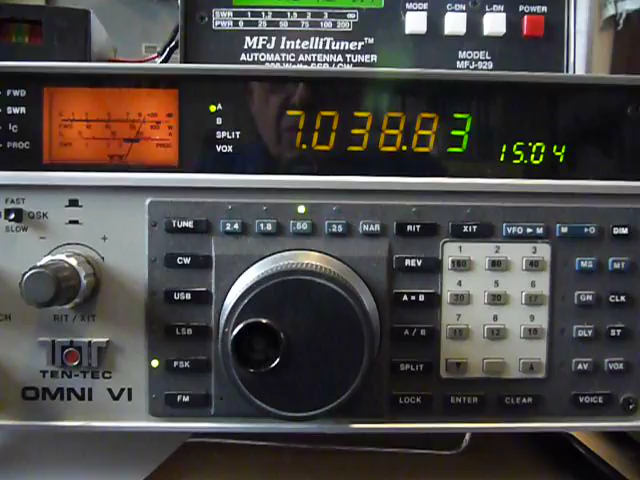 SWR 1 1.2 1.5 2 3 ∞
PWR 0 25 50 75 100 200
MODE C-DN L-DN POWER
MFJ IntelliTuner™
AUTOMATIC ANTENNA TUNER
MODEL
MFJ-929
FWD
SWR
IC
PROC
A
B
SPLIT
VOX
7.038.83
15:04
FAST
QSK
SLOW
- +
RIT / XIT
TEN-TEC
OMNI VI
TUNE 2.4 1.8 .50 .25 NAR RIT XIT VFO ► M M ►O DIM
CW
USB
LSB
FSK
FM
REV
A = B
A / B
SPLIT
LOCK ENTER CLEAR VOICE
1 2 3
160 80 40
4 5 6
30 20 17
7 8 9
15 12 10
MS MT
GN CLK
DLY ST
AV VOX